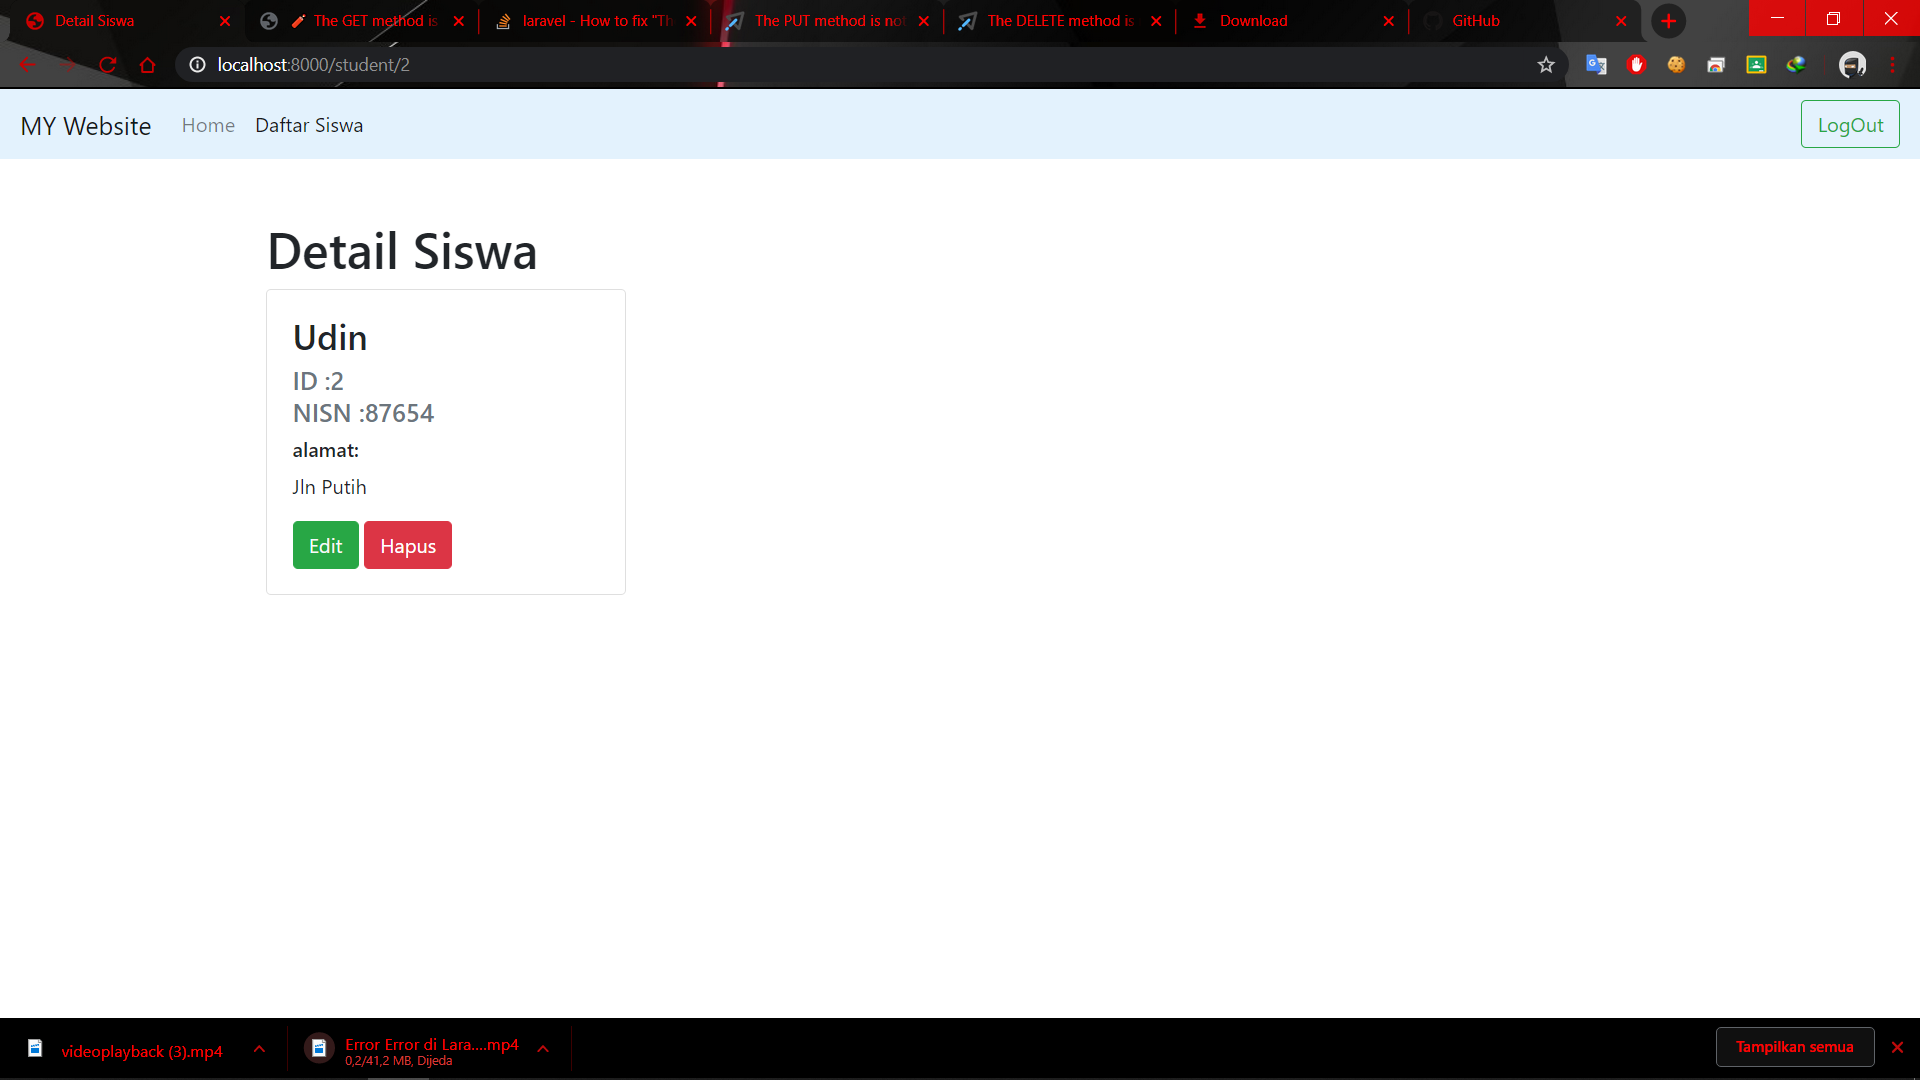 Detail Siswa
The GET method is
laravel - How to fix "Th
The PUT method is not
The DELETE method is
Download
GitHub
localhost:8000/student/2
MY Website
Home
Daftar Siswa
LogOut
Detail Siswa
Udin
ID :2
NISN :87654
alamat:
Jln Putih
Edit
Hapus
videoplayback (3).mp4
Error Error di Lara....mp4
0,2/41,2 MB, Dijeda
Tampilkan semua